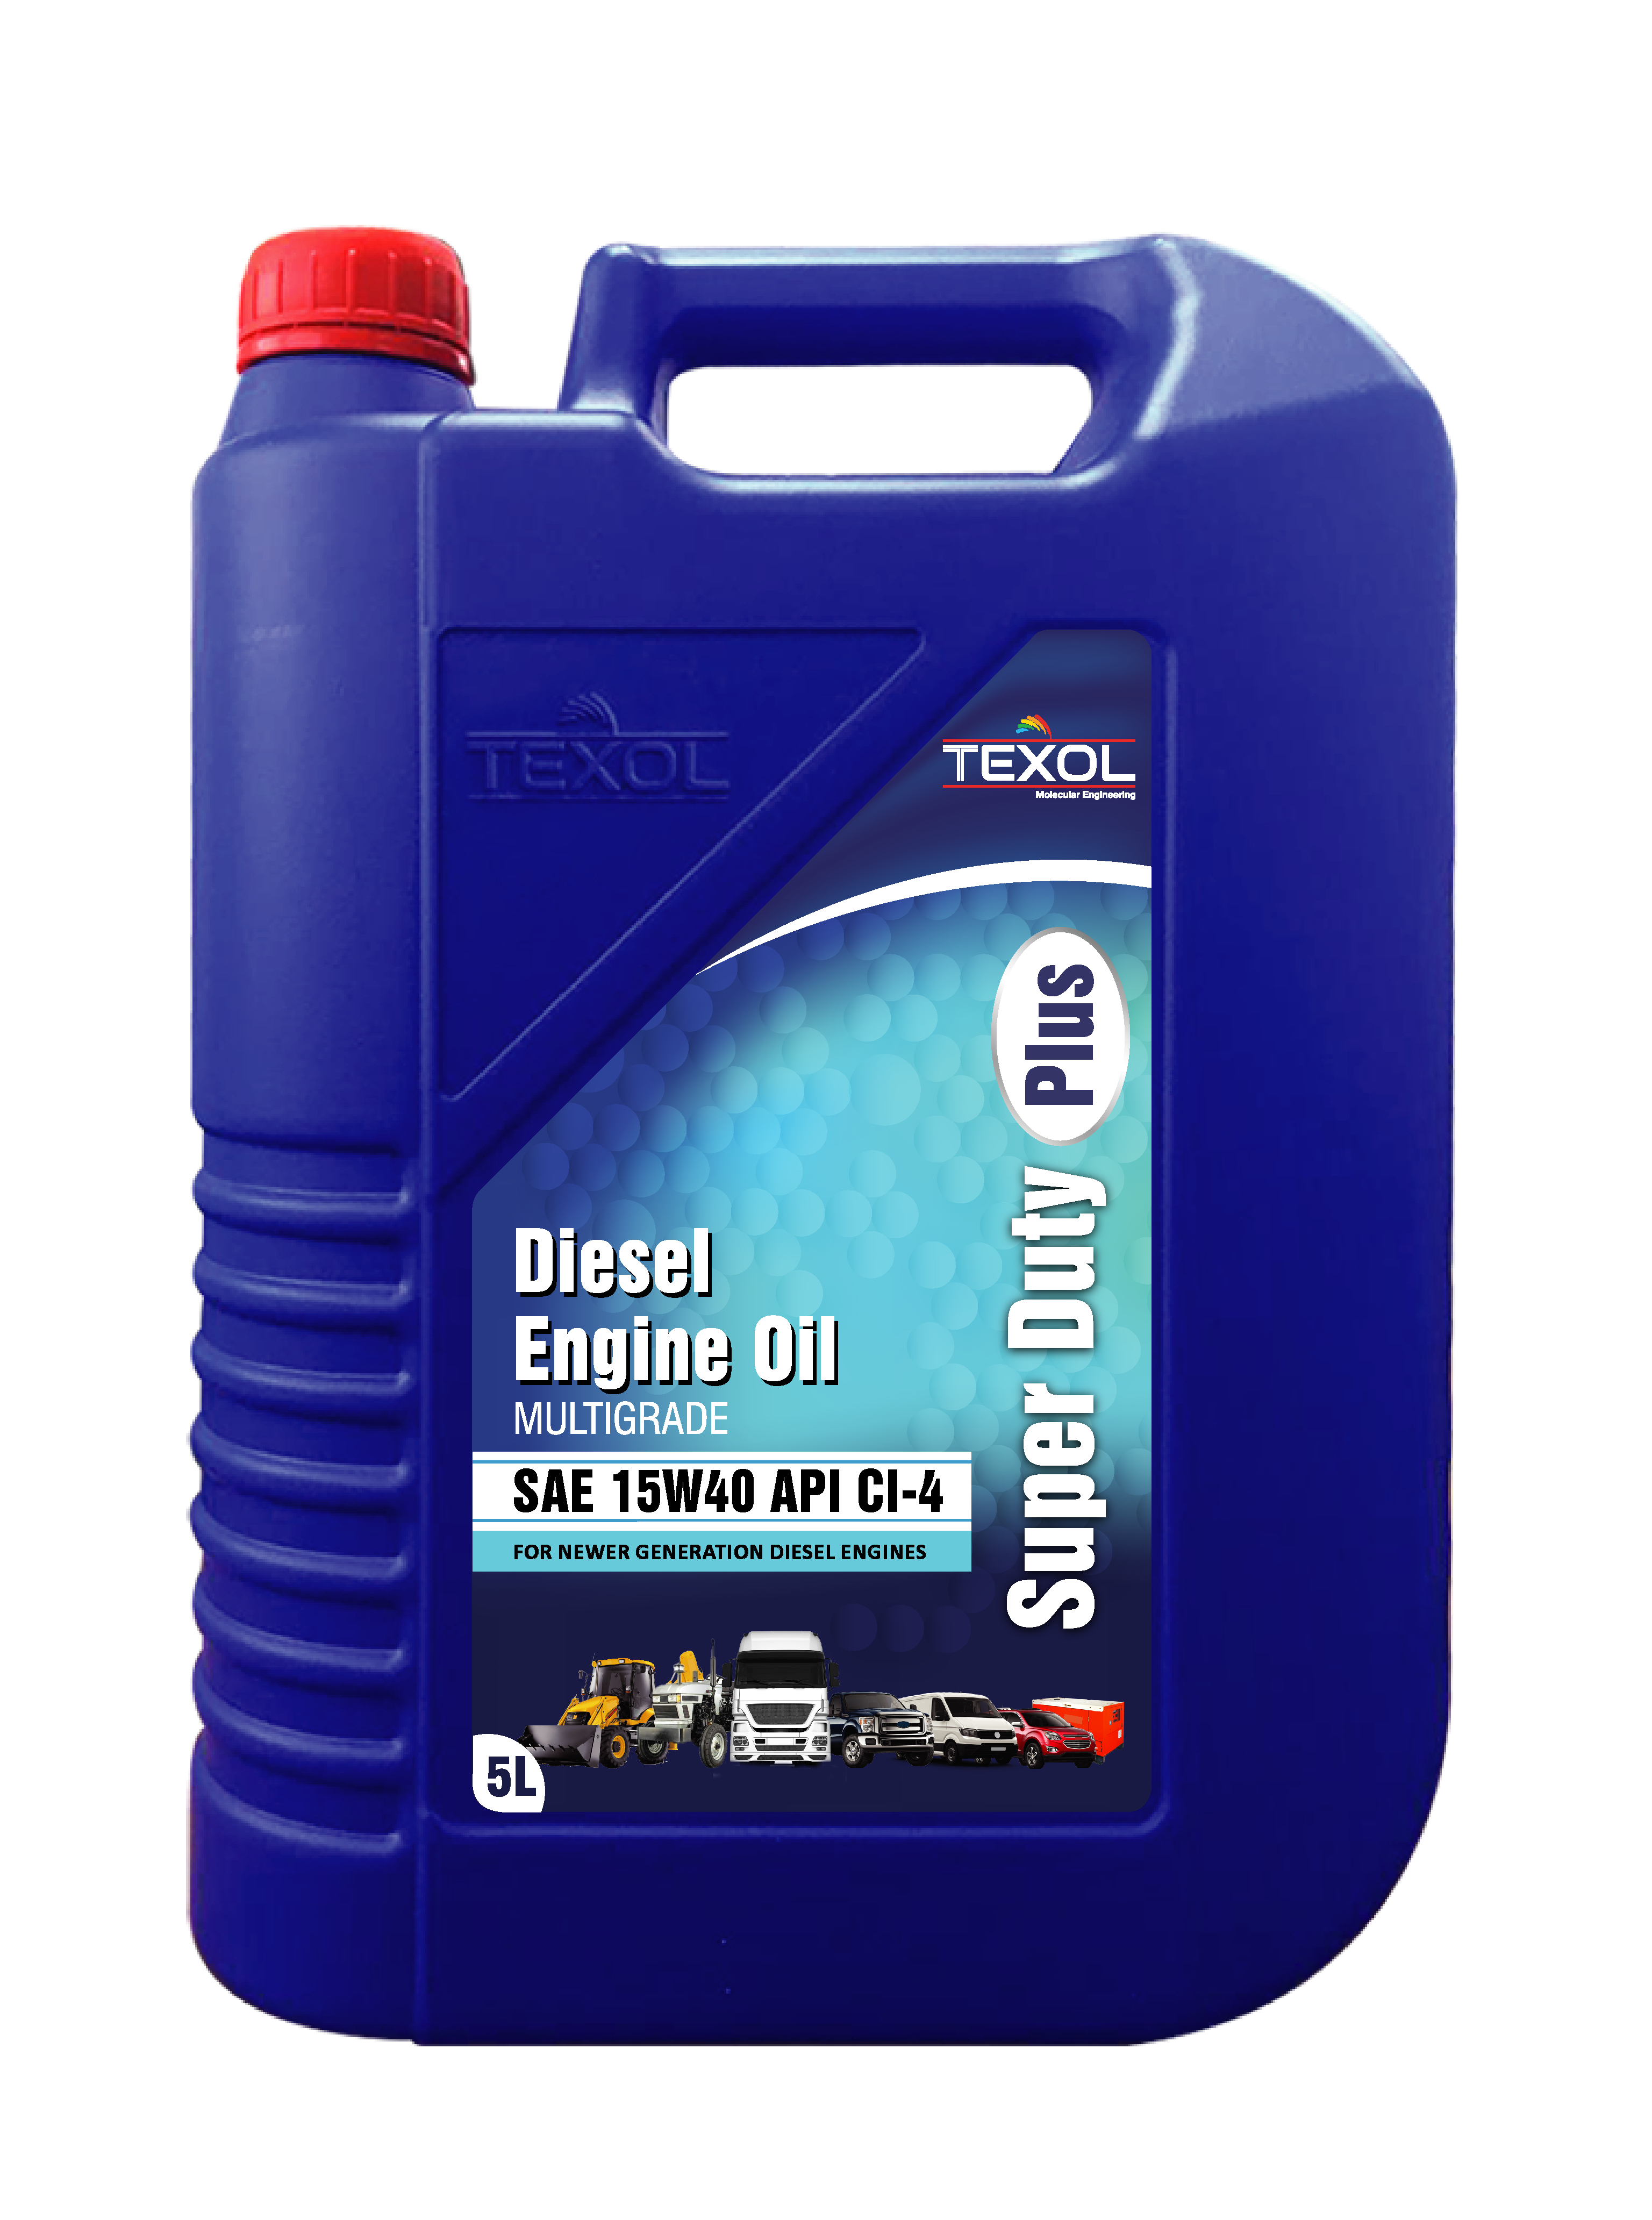 TEXOL
TEXOL
Molecular Engineering
Super Duty Plus
Diesel
Engine Oil
MULTIGRADE
SAE 15W40 API CI-4
FOR NEWER GENERATION DIESEL ENGINES
5L